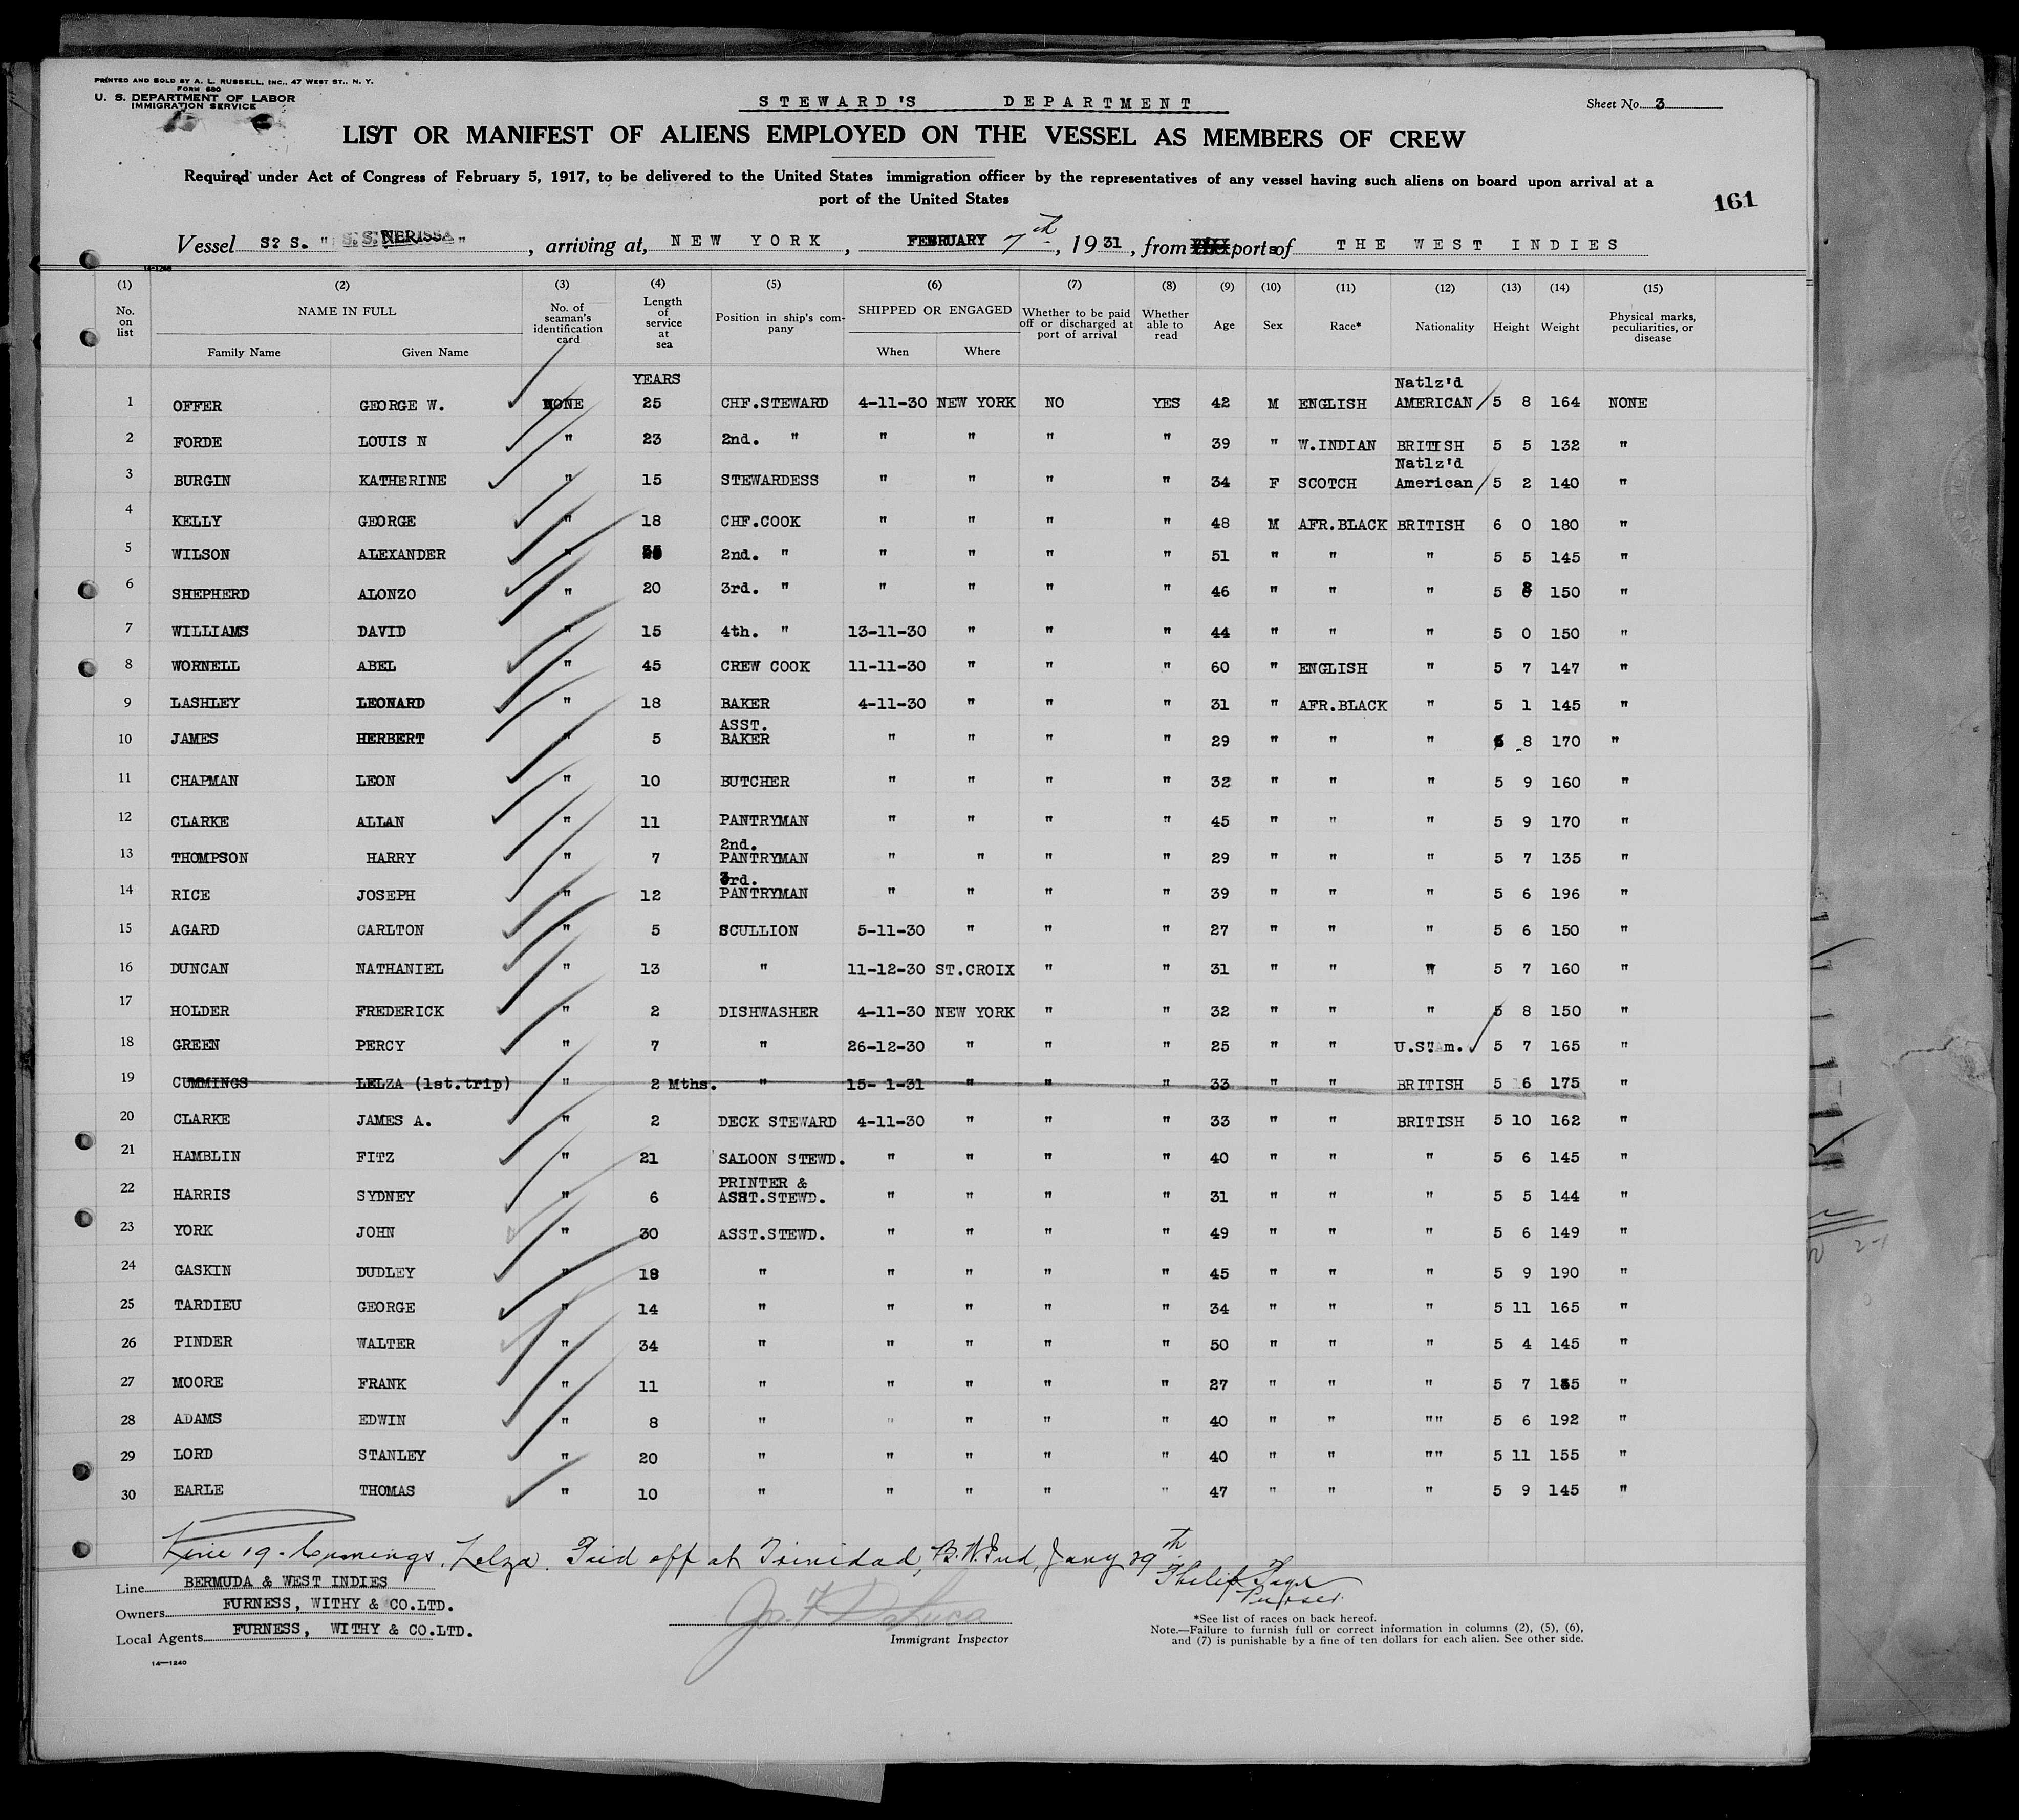 PRINTED AND SOLD BY A. L. RUSSELL, INC., 47 WEST ST., N. Y.
FORM 680
U. S. DEPARTMENT OF LABOR
IMMIGRATION SERVICE
STEWARD'S DEPARTMENT
Sheet No. 3
LIST OR MANIFEST OF ALIENS EMPLOYED ON THE VESSEL AS MEMBERS OF CREW
Required under Act of Congress of February 5, 1917, to be delivered to the United States immigration officer by the representatives of any vessel having such aliens on board upon arrival at a
port of the United States
161
Vessel S? S. " S.S. NERISSA " , arriving at, NEW YORK , FEBRUARY 7th , 1931 , from ports of THE WEST INDIES
14-1240
(1) (2) (3) (4) (5) (6) (7) (8) (9) (10) (11) (12) (13) (14) (15)
No. on list NAME IN FULL No. of seaman's identification card Length of service at sea Position in ship's company SHIPPED OR ENGAGED Whether to be paid off or discharged at port of arrival Whether able to read Age Sex Race* Nationality Height Weight Physical marks, peculiarities, or disease
Family Name Given Name When Where
YEARS Natlz'd
1 OFFER GEORGE W. NONE 25 CHF.STEWARD 4-11-30 NEW YORK NO YES 42 M ENGLISH AMERICAN 5 8 164 NONE
2 FORDE LOUIS N " 23 2nd. " " " " " 39 " W.INDIAN BRITISH 5 5 132 "
Natlz'd
3 BURGIN KATHERINE " 15 STEWARDESS " " " " 34 F SCOTCH American 5 2 140 "
4 KELLY GEORGE " 18 CHF.COOK " " " " 48 M AFR.BLACK BRITISH 6 0 180 "
5 WILSON ALEXANDER " 2nd. " " " " " 51 " " " 5 5 145 "
6 SHEPHERD ALONZO " 20 3rd. " " " " " 46 " " " 5 150 "
7 WILLIAMS DAVID " 15 4th. " 13-11-30 " " " 44 " " " 5 0 150 "
8 WORNELL ABEL " 45 CREW COOK 11-11-30 " " " 60 " ENGLISH " 5 7 147 "
9 LASHLEY LEONARD " 18 BAKER 4-11-30 " " " 31 " AFR.BLACK " 5 1 145 "
ASST.
10 JAMES HERBERT " 5 BAKER " " " " 29 " " " 8 170 "
11 CHAPMAN LEON " 10 BUTCHER " " " " 32 " " " 5 9 160 "
12 CLARKE ALLAN " 11 PANTRYMAN " " " " 45 " " " 5 9 170 "
2nd.
13 THOMPSON HARRY " 7 PANTRYMAN " " " " 29 " " " 5 7 135 "
3rd.
14 RICE JOSEPH " 12 PANTRYMAN " " " " 39 " " " 5 6 196 "
15 AGARD CARLTON " 5 SCULLION 5-11-30 " " " 27 " " " 5 6 150 "
16 DUNCAN NATHANIEL " 13 " 11-12-30 ST.CROIX " " 31 " " " 5 7 160 "
17 HOLDER FREDERICK " 2 DISHWASHER 4-11-30 NEW YORK " " 32 " " " 5 8 150 "
18 GREEN PERCY " 7 " 26-12-30 " " " 25 " " U.S. Am. 5 7 165 "
19 CUMMINGS LELZA (1st.trip) " 2 Mths. " 15- 1-31 " " " 33 " " BRITISH 5 6 175 "
20 CLARKE JAMES A. " 2 DECK STEWARD 4-11-30 " " " 33 " " BRITISH 5 10 162 "
21 HAMBLIN FITZ " 21 SALOON STEWD. " " " " 40 " " " 5 6 145 "
PRINTER &
22 HARRIS SYDNEY " 6 ASST.STEWD. " " " " 31 " " " 5 5 144 "
23 YORK JOHN " 30 ASST.STEWD. " " " " 49 " " " 5 6 149 "
24 GASKIN DUDLEY " 18 " " " " " 45 " " " 5 9 190 "
25 TARDIEU GEORGE " 14 " " " " " 34 " " " 5 11 165 "
26 PINDER WALTER " 34 " " " " " 50 " " " 5 4 145 "
27 MOORE FRANK " 11 " " " " " 27 " " " 5 7 "
28 ADAMS EDWIN " 8 " " " " " 40 " " "" 5 6 192 "
29 LORD STANLEY " 20 " " " " " 40 " " "" 5 11 155 "
30 EARLE THOMAS " 10 " " " " " 47 " " " 5 9 145 "
Line 19 - Cummings, Lelza. Paid off at Trinidad, B.W.Ind, Jany 29th
Purser.
Line BERMUDA & WEST INDIES
Owners FURNESS, WITHY & CO.LTD.
Local Agents FURNESS, WITHY & CO.LTD.
Immigrant Inspector
*See list of races on back hereof.
Note.—Failure to furnish full or correct information in columns (2), (5), (6),
and (7) is punishable by a fine of ten dollars for each alien. See other side.
14—1240